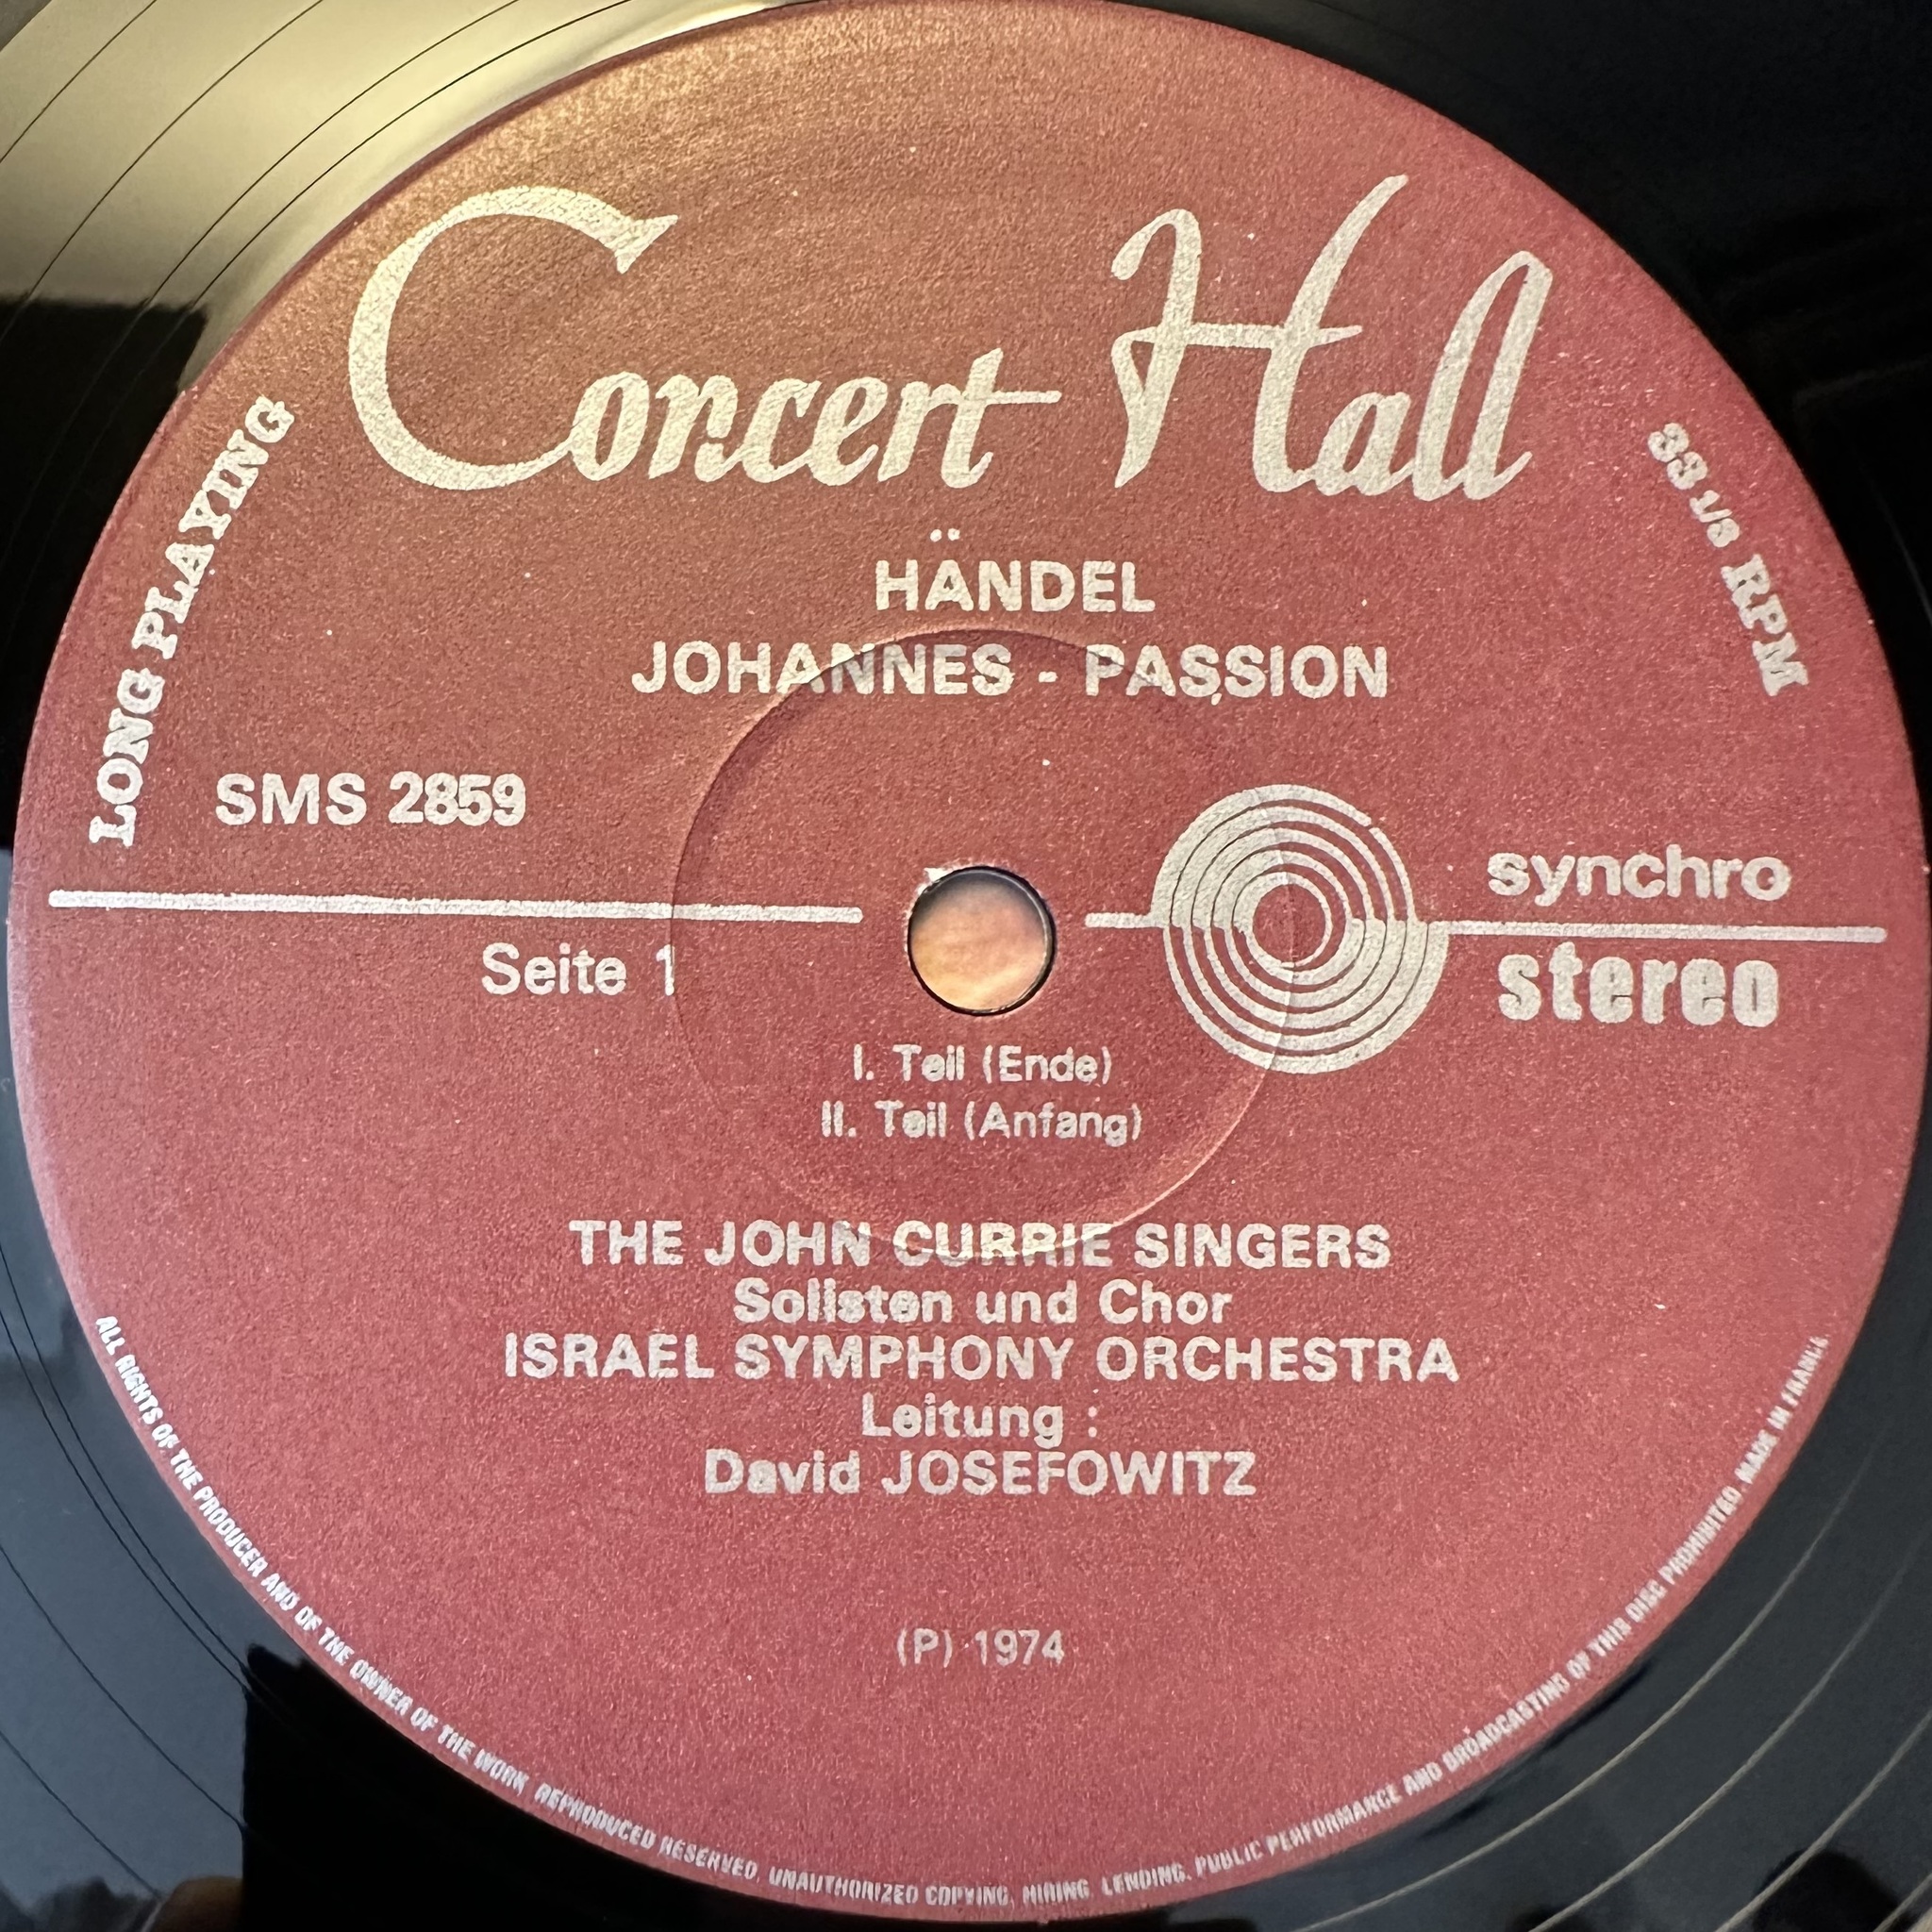 Concert Hall
LONG PLAYING
33 1/3 RPM
HÄNDEL
JOHANNES - PASSION
SMS 2859
synchro
stereo
Seite 1
I. Teil (Ende)
II. Teil (Anfang)
THE JOHN CURRIE SINGERS
Solisten und Chor
ISRAEL SYMPHONY ORCHESTRA
Leitung :
David JOSEFOWITZ
(P) 1974
ALL RIGHTS OF THE PRODUCER AND OF THE OWNER OF THE WORK REPRODUCED RESERVED. UNAUTHORIZED COPYING, HIRING, LENDING, PUBLIC PERFORMANCE AND BROADCASTING OF THIS DISC PROHIBITED. MADE IN FRANCE